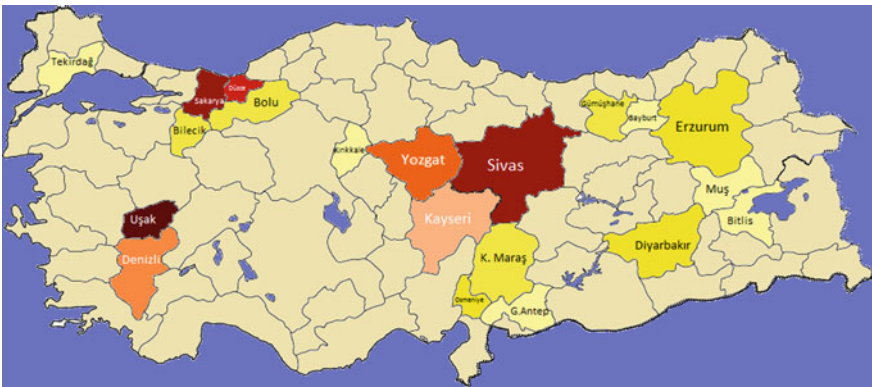 Tekirdağ
Sakarya
Düzce
Bolu
Bilecik
Kırıkkale
Yozgat
Sivas
Gümüşhane
Bayburt
Erzurum
Muş
Bitlis
Uşak
Kayseri
Denizli
K. Maraş
Diyarbakır
Osmaniye
G.Antep